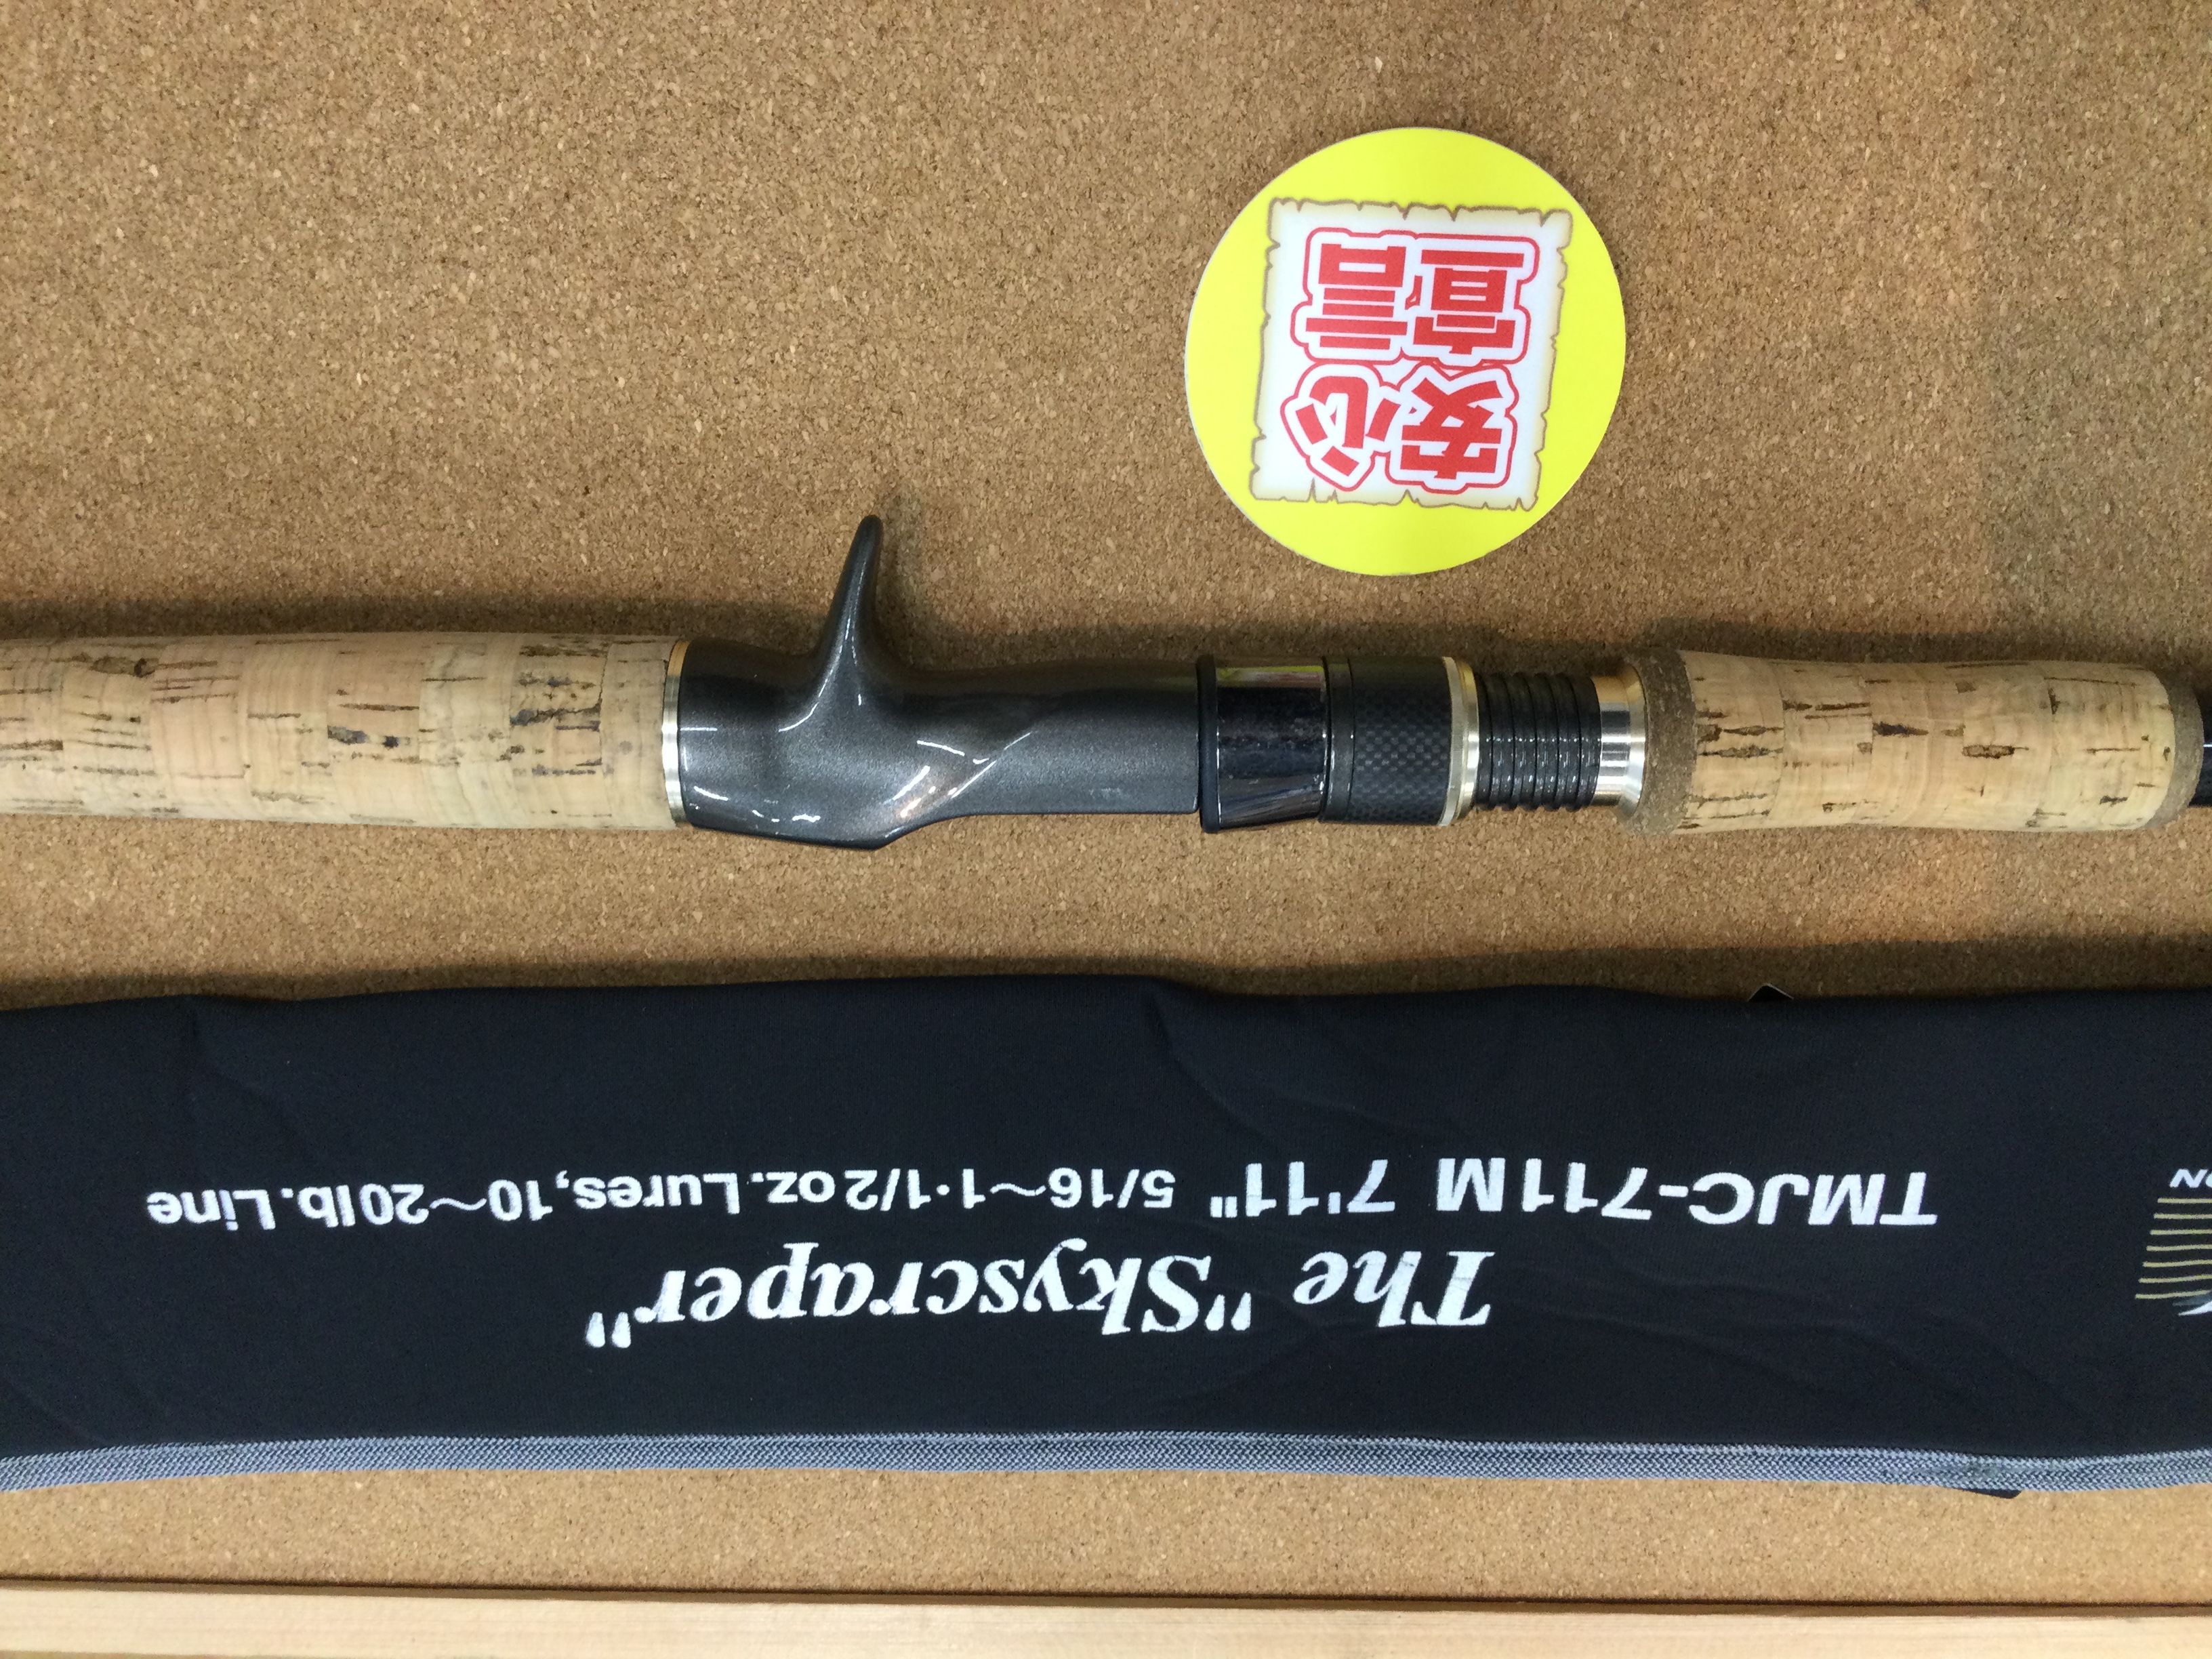 安心
宣言
TMJC-711M 7'11" 5/16～1･1/2oz.Lures,10～20lb.Line
The "Skyscraper"